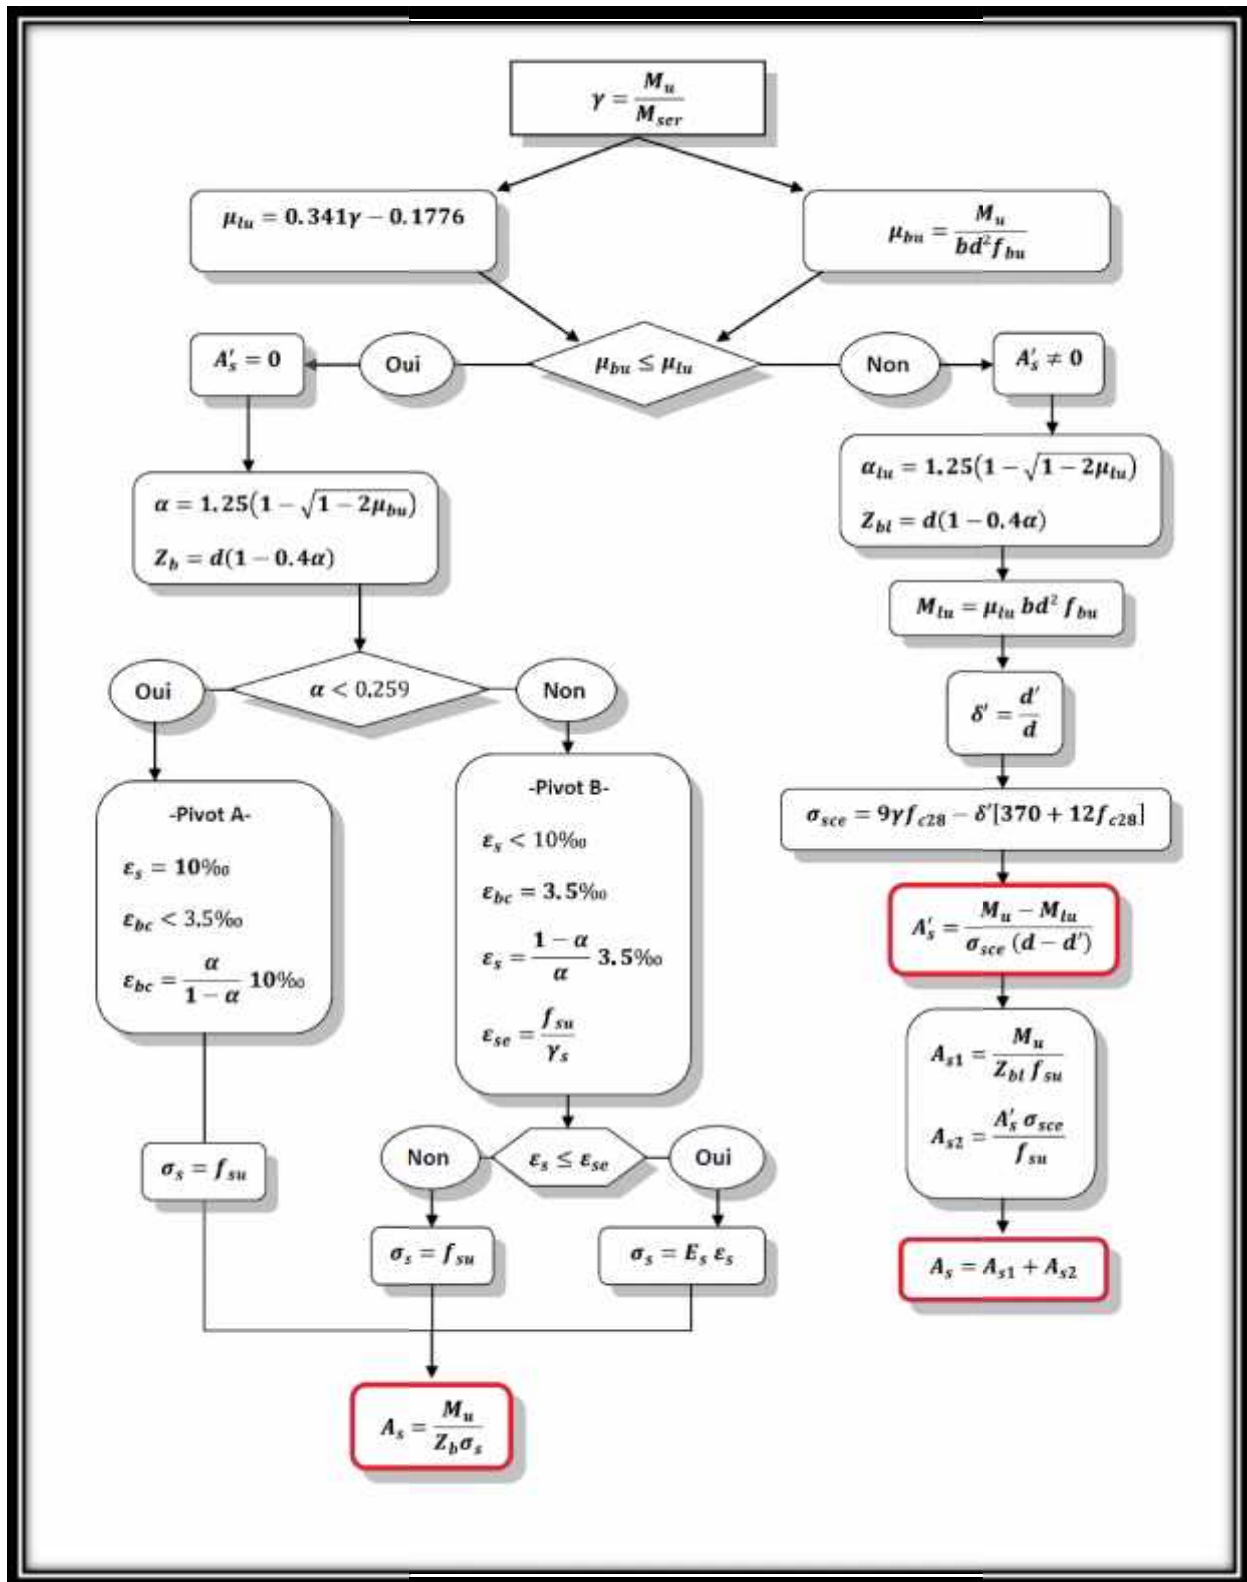 γ = M_u / M_ser
μ_lu = 0.341γ − 0.1776
μ_bu = M_u / bd² f_bu
A′_s = 0
Oui
μ_bu ≤ μ_lu
Non
A′_s ≠ 0
α = 1.25(1 − √(1 − 2μ_bu))
Z_b = d(1 − 0.4α)
α < 0.259
Oui
Non
-Pivot A-
ε_s = 10‰
ε_bc < 3.5‰
ε_bc = α / (1 − α) 10‰
σ_s = f_su
-Pivot B-
ε_s < 10‰
ε_bc = 3.5‰
ε_s = (1 − α) / α 3.5‰
ε_se = f_su / γ_s
Non
ε_s ≤ ε_se
Oui
σ_s = f_su
σ_s = E_s ε_s
A_s = M_u / Z_b σ_s
α_lu = 1.25(1 − √(1 − 2μ_lu))
Z_bl = d(1 − 0.4α)
M_lu = μ_lu bd² f_bu
δ′ = d′ / d
σ_sce = 9γf_c28 − δ′[370 + 12f_c28]
A′_s = (M_u − M_lu) / σ_sce (d − d′)
A_s1 = M_u / Z_bl f_su
A_s2 = A′_s σ_sce / f_su
A_s = A_s1 + A_s2